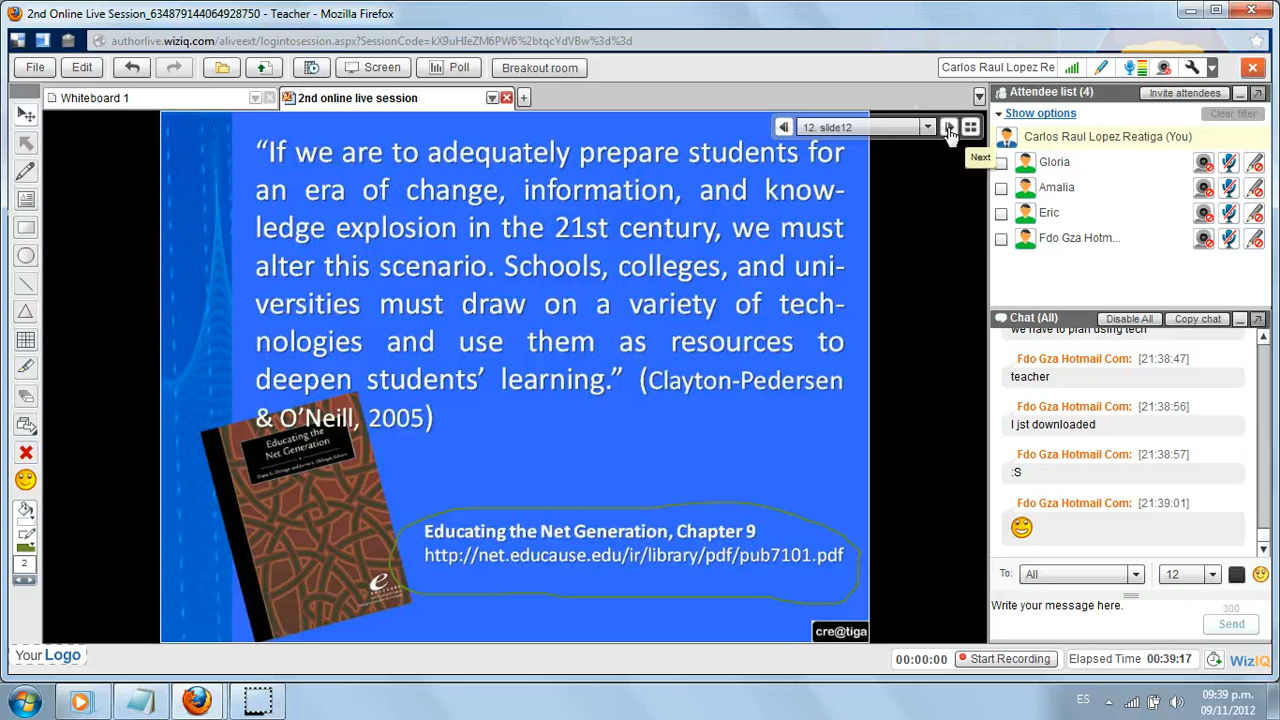 2nd Online Live Session_634879144064928750 - Teacher - Mozilla Firefox
authorlive.wiziq.com/aliveext/logintosession.aspx?SessionCode=kX9uHIeZM6PW6%2btqcYdVBw%3d%3d
File Edit Screen Poll Breakout room Carlos Raul Lopez Re
Whiteboard 1 2nd online live session
12. slide12
Next
“If we are to adequately prepare students for
an era of change, information, and know-
ledge explosion in the 21st century, we must
alter this scenario. Schools, colleges, and uni-
versities must draw on a variety of tech-
nologies and use them as resources to
deepen students’ learning.” (Clayton-Pedersen
& O’Neill, 2005)
Educating the
Net Generation
Educating the Net Generation, Chapter 9
http://net.educause.edu/ir/library/pdf/pub7101.pdf
cre@tiga
2
Attendee list (4) Invite attendees
Show options Clear filter
Carlos Raul Lopez Reatiga (You)
Gloria
Amalia
Eric
Fdo Gza Hotm...
Chat (All) Disable All Copy chat
we have to plan using tech
Fdo Gza Hotmail Com: [21:38:47]
teacher
Fdo Gza Hotmail Com: [21:38:56]
I jst downloaded
Fdo Gza Hotmail Com: [21:38:57]
:S
Fdo Gza Hotmail Com: [21:39:01]
To: All 12
Write your message here.
300
Send
Your Logo
00:00:00 Start Recording Elapsed Time 00:39:17 WizIQ
ES 09:39 p.m.
09/11/2012